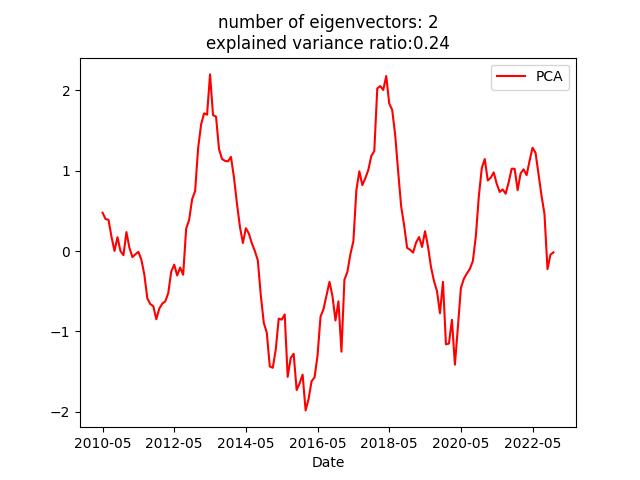 number of eigenvectors: 2
explained variance ratio:0.24
PCA
2
1
0
−1
−2
2010-05 2012-05 2014-05 2016-05 2018-05 2020-05 2022-05
Date